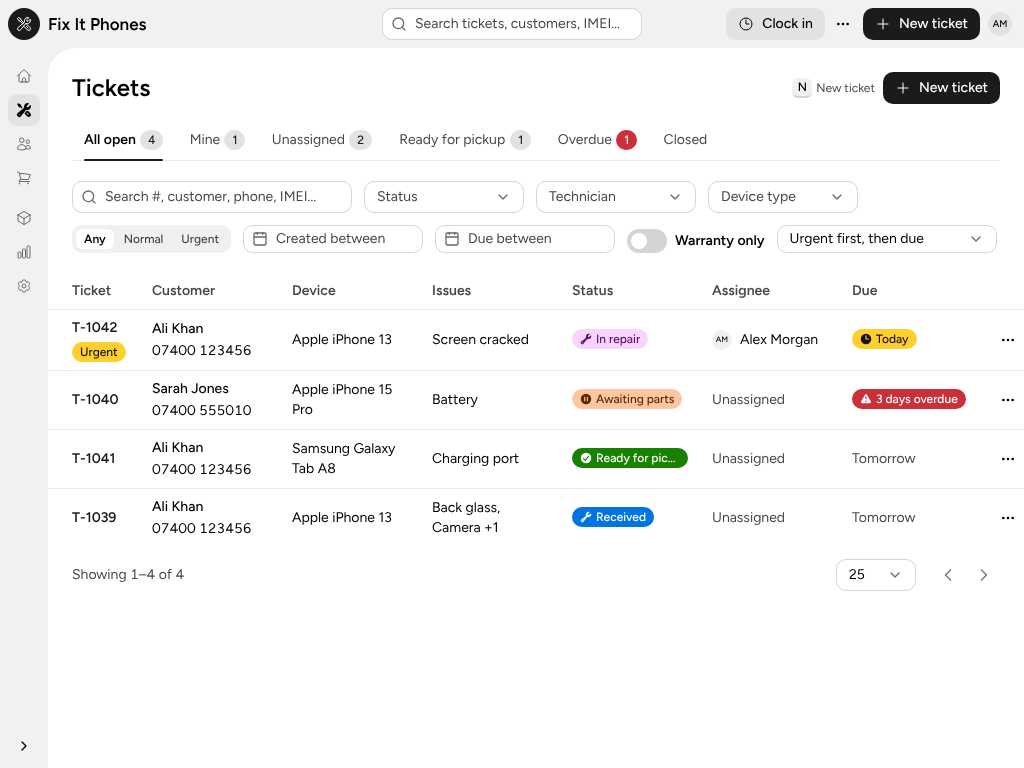 Fix It Phones
Search tickets, customers, IMEI...
Clock in
New ticket
AM
Tickets
N New ticket
New ticket
All open 4
Mine 1
Unassigned 2
Ready for pickup 1
Overdue 1
Closed
Search #, customer, phone, IMEI...
Status
Technician
Device type
Any
Normal
Urgent
Created between
Due between
Warranty only
Urgent first, then due
Ticket Customer Device Issues Status Assignee Due
T-1042
Urgent
Ali Khan
07400 123456
Apple iPhone 13
Screen cracked
In repair
AM Alex Morgan
Today
T-1040
Sarah Jones
07400 555010
Apple iPhone 15
Pro
Battery
Awaiting parts
Unassigned
3 days overdue
T-1041
Ali Khan
07400 123456
Samsung Galaxy
Tab A8
Charging port
Ready for pic...
Unassigned
Tomorrow
T-1039
Ali Khan
07400 123456
Apple iPhone 13
Back glass,
Camera +1
Received
Unassigned
Tomorrow
Showing 1–4 of 4
25